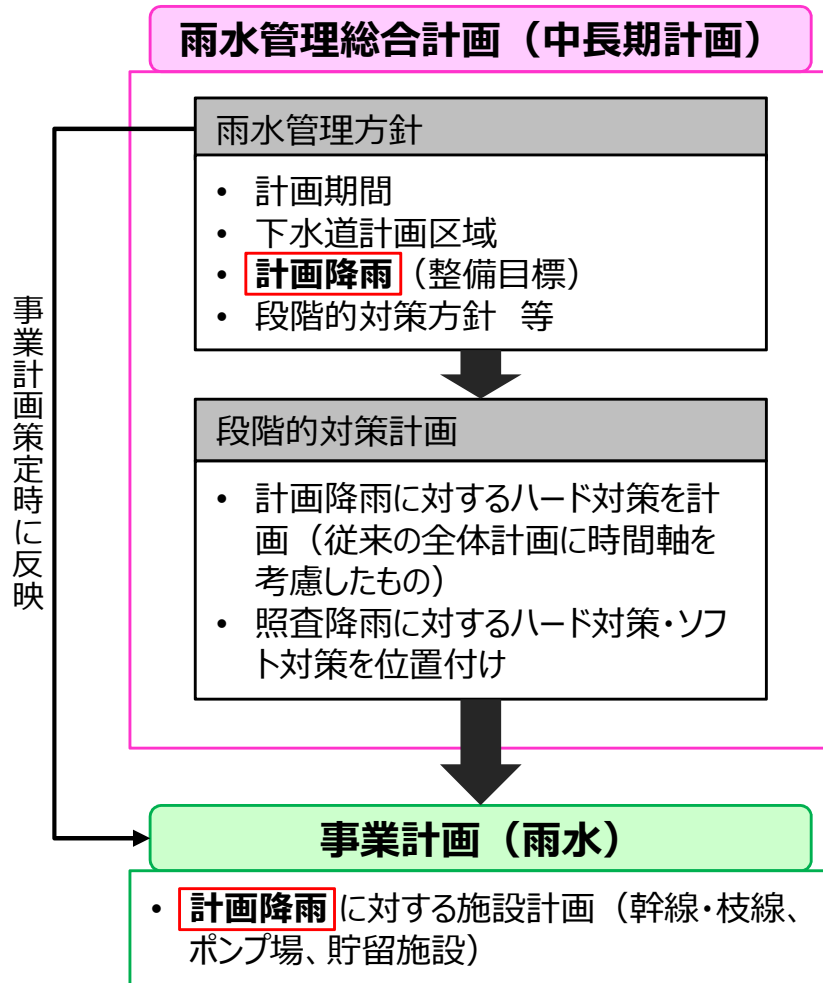 雨水管理総合計画（中長期計画）
雨水管理方針
• 計画期間
• 下水道計画区域
• 計画降雨（整備目標）
• 段階的対策方針　等
段階的対策計画
• 計画降雨に対するハード対策を計
画（従来の全体計画に時間軸を
考慮したもの）
• 照査降雨に対するハード対策・ソフ
ト対策を位置付け
事業計画策定時に反映
事業計画（雨水）
• 計画降雨に対する施設計画（幹線・枝線、
ポンプ場、貯留施設）